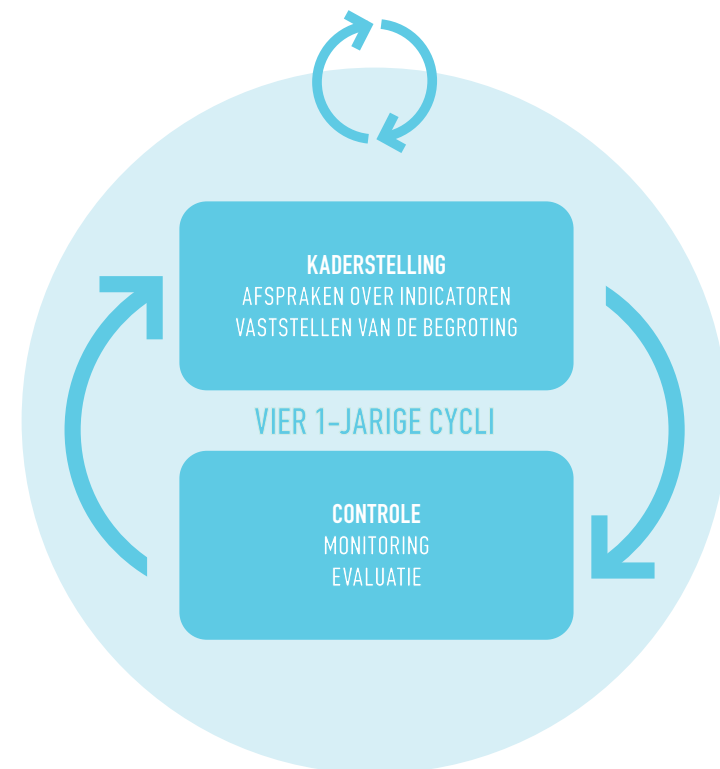 KADERSTELLING
AFSPRAKEN OVER INDICATOREN
VASTSTELLEN VAN DE BEGROTING
VIER 1-JARIGE CYCLI
CONTROLE
MONITORING
EVALUATIE